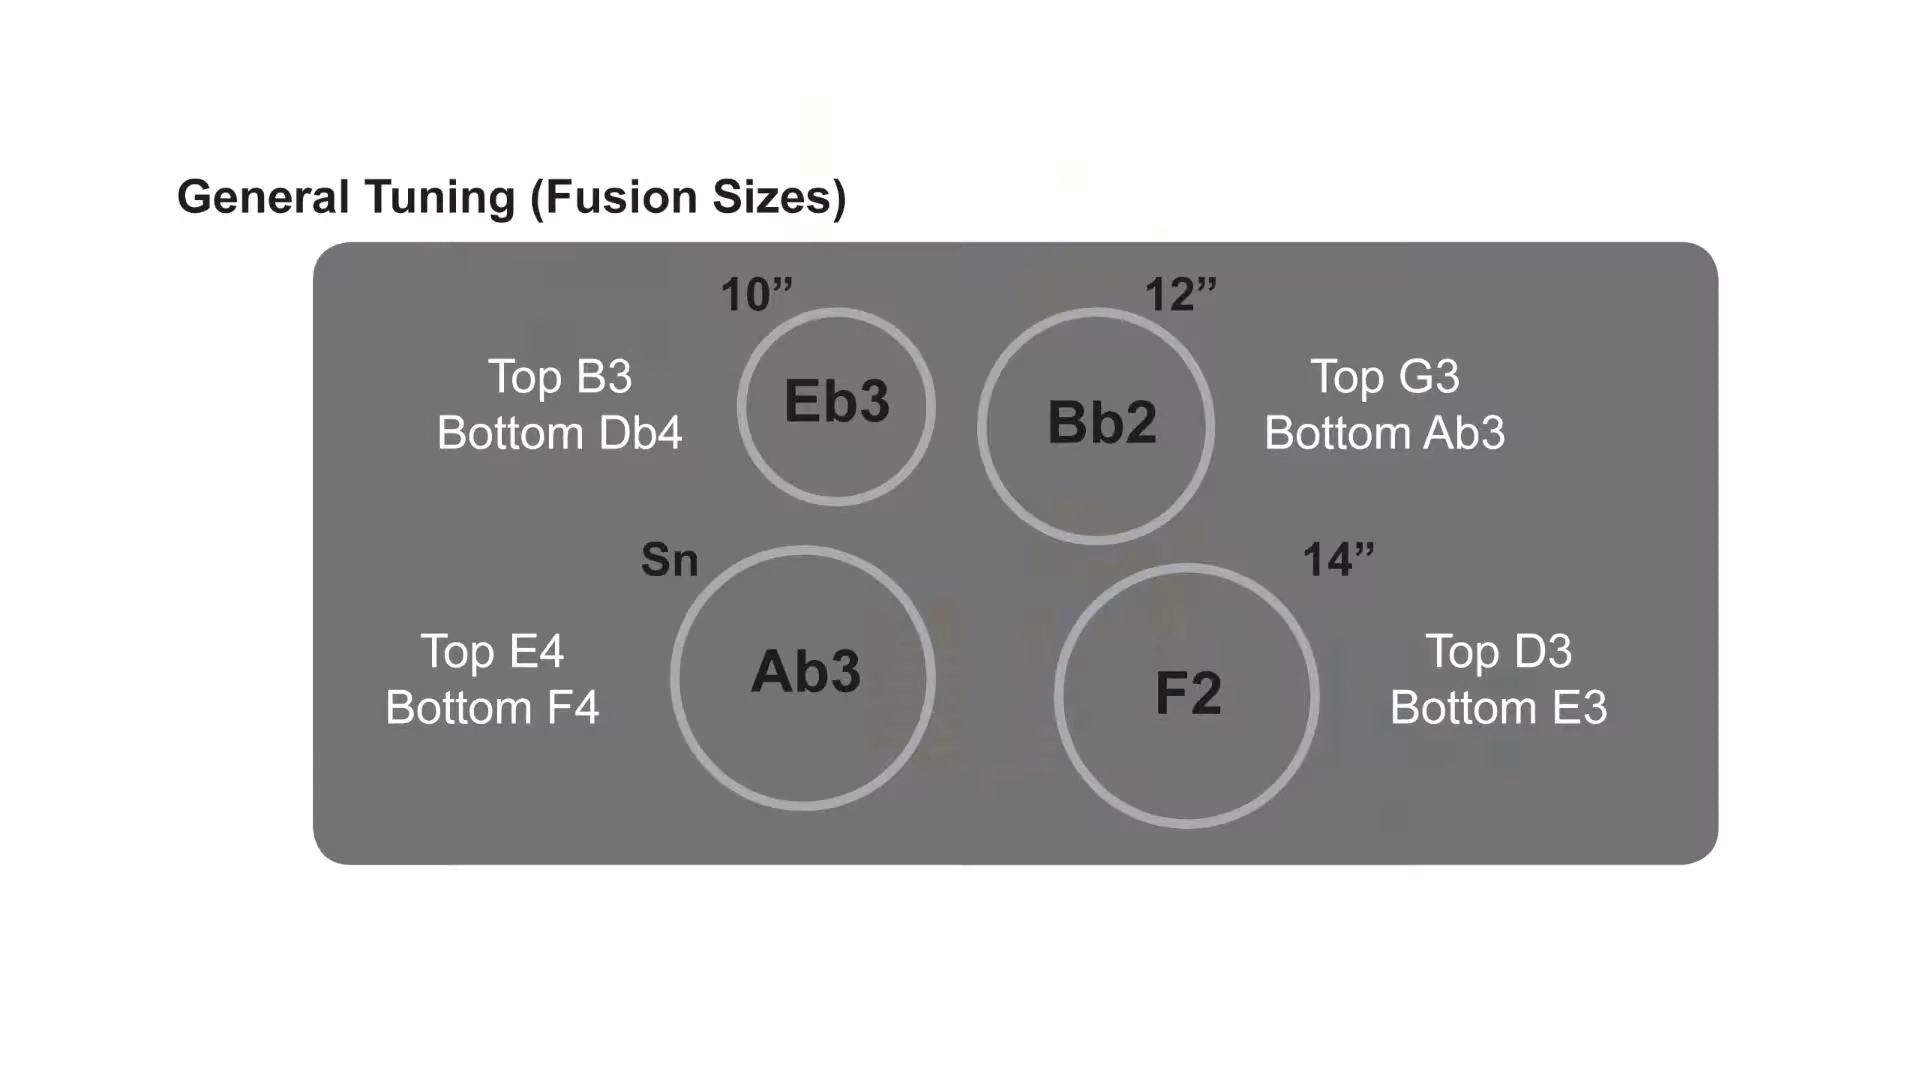 General Tuning (Fusion Sizes)
10”
12”
Top B3
Bottom Db4
Eb3
Bb2
Top G3
Bottom Ab3
Sn
14”
Top E4
Bottom F4
Ab3
F2
Top D3
Bottom E3